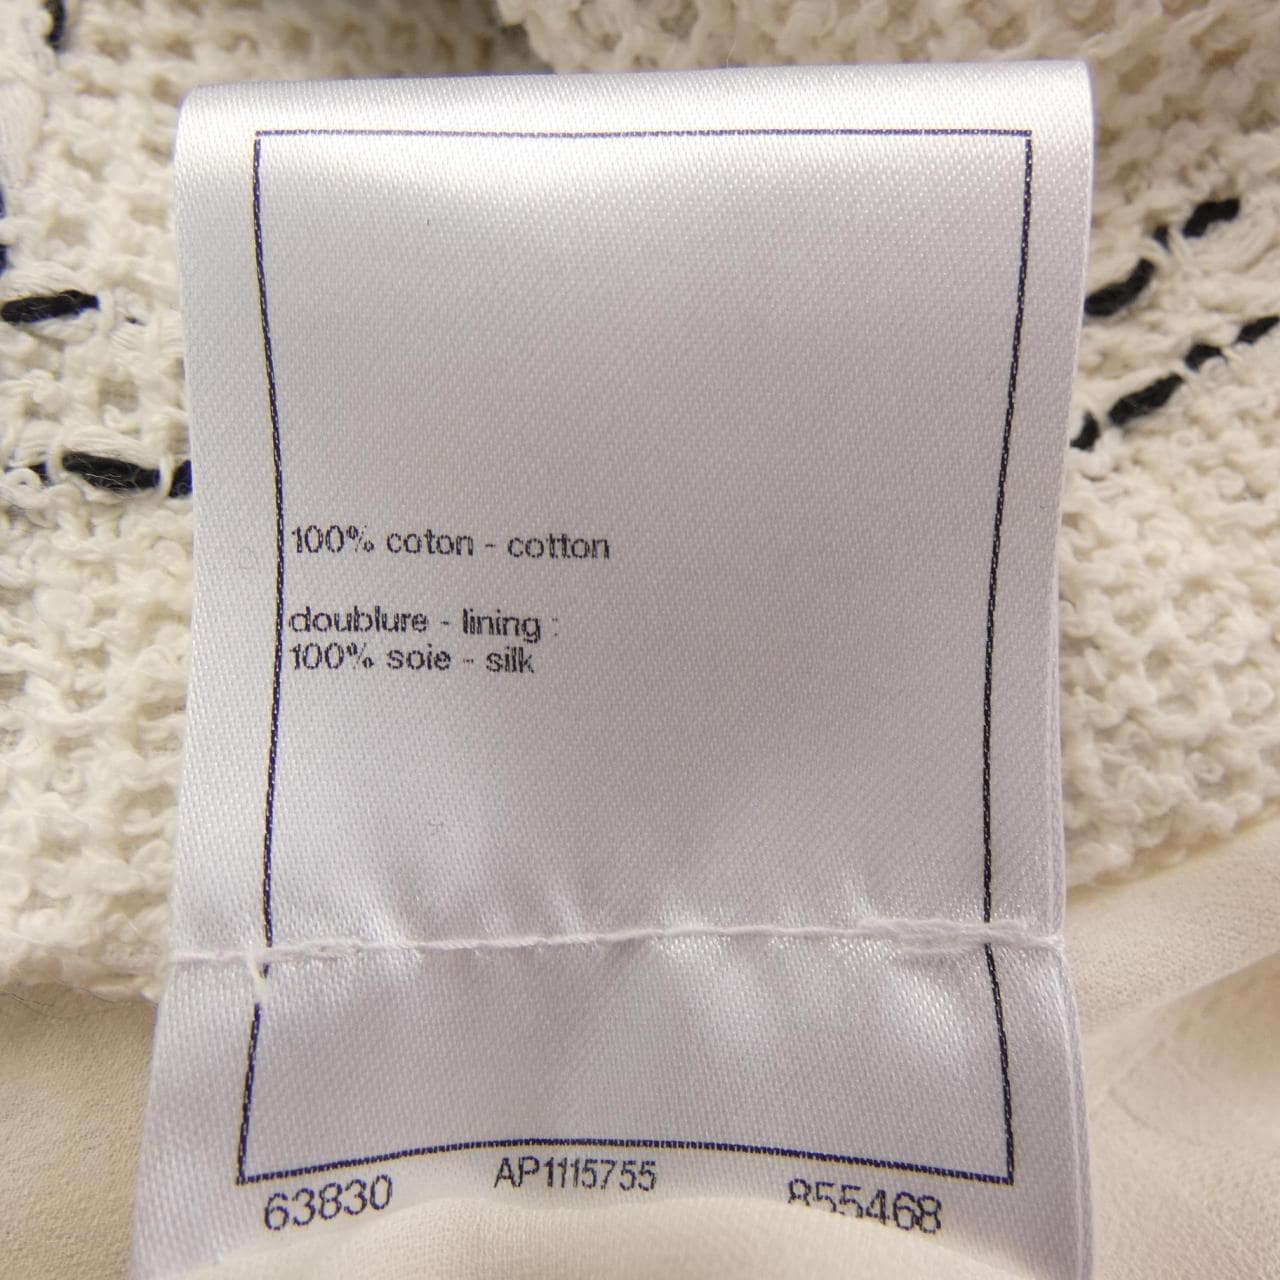 100% coton - cotton
doublure - lining :
100% soie - silk
63830 AP1115755 855468